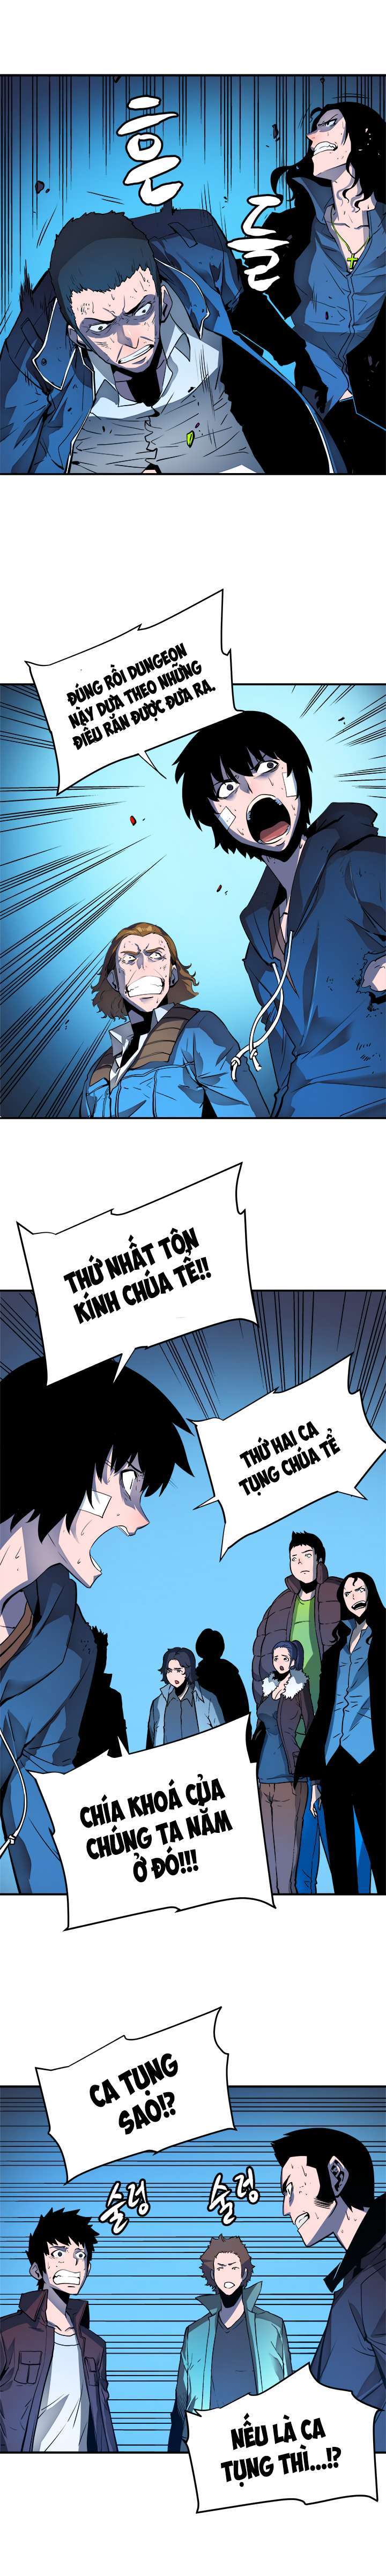 흔
들
ĐÚNG RỒI DUNGEON
NÀY DỰA THEO NHỮNG
ĐIỀU RĂN ĐƯỢC ĐƯA RA.
THỨ NHẤT TÔN
KÍNH CHÚA TỂ!!
THỨ HAI CA
TỤNG CHÚA TỂ
CHÍA KHOÁ CỦA
CHÚNG TA NẰM
Ở ĐÓ!!!
CA TỤNG
SAO!?
술렁
술렁
NẾU LÀ CA
TỤNG THÌ...!?